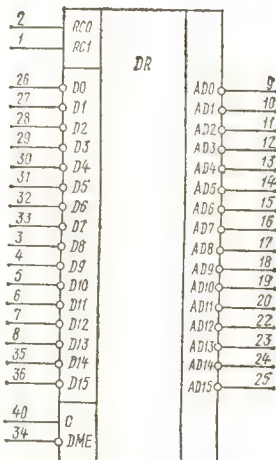 2 RC0
1 RC1
DR
26 D0 AD0 9
27 D1 AD1 10
28 D2 AD2 11
29 D3 AD3 12
30 D4 AD4 13
31 D5 AD5 14
32 D6 AD6 15
33 D7 AD7 16
3 D8 AD8 17
4 D9 AD9 18
5 D10 AD10 19
6 D11 AD11 20
7 D12 AD12 22
8 D13 AD13 23
35 D14 AD14 24
36 D15 AD15 25
40 C
34 DME